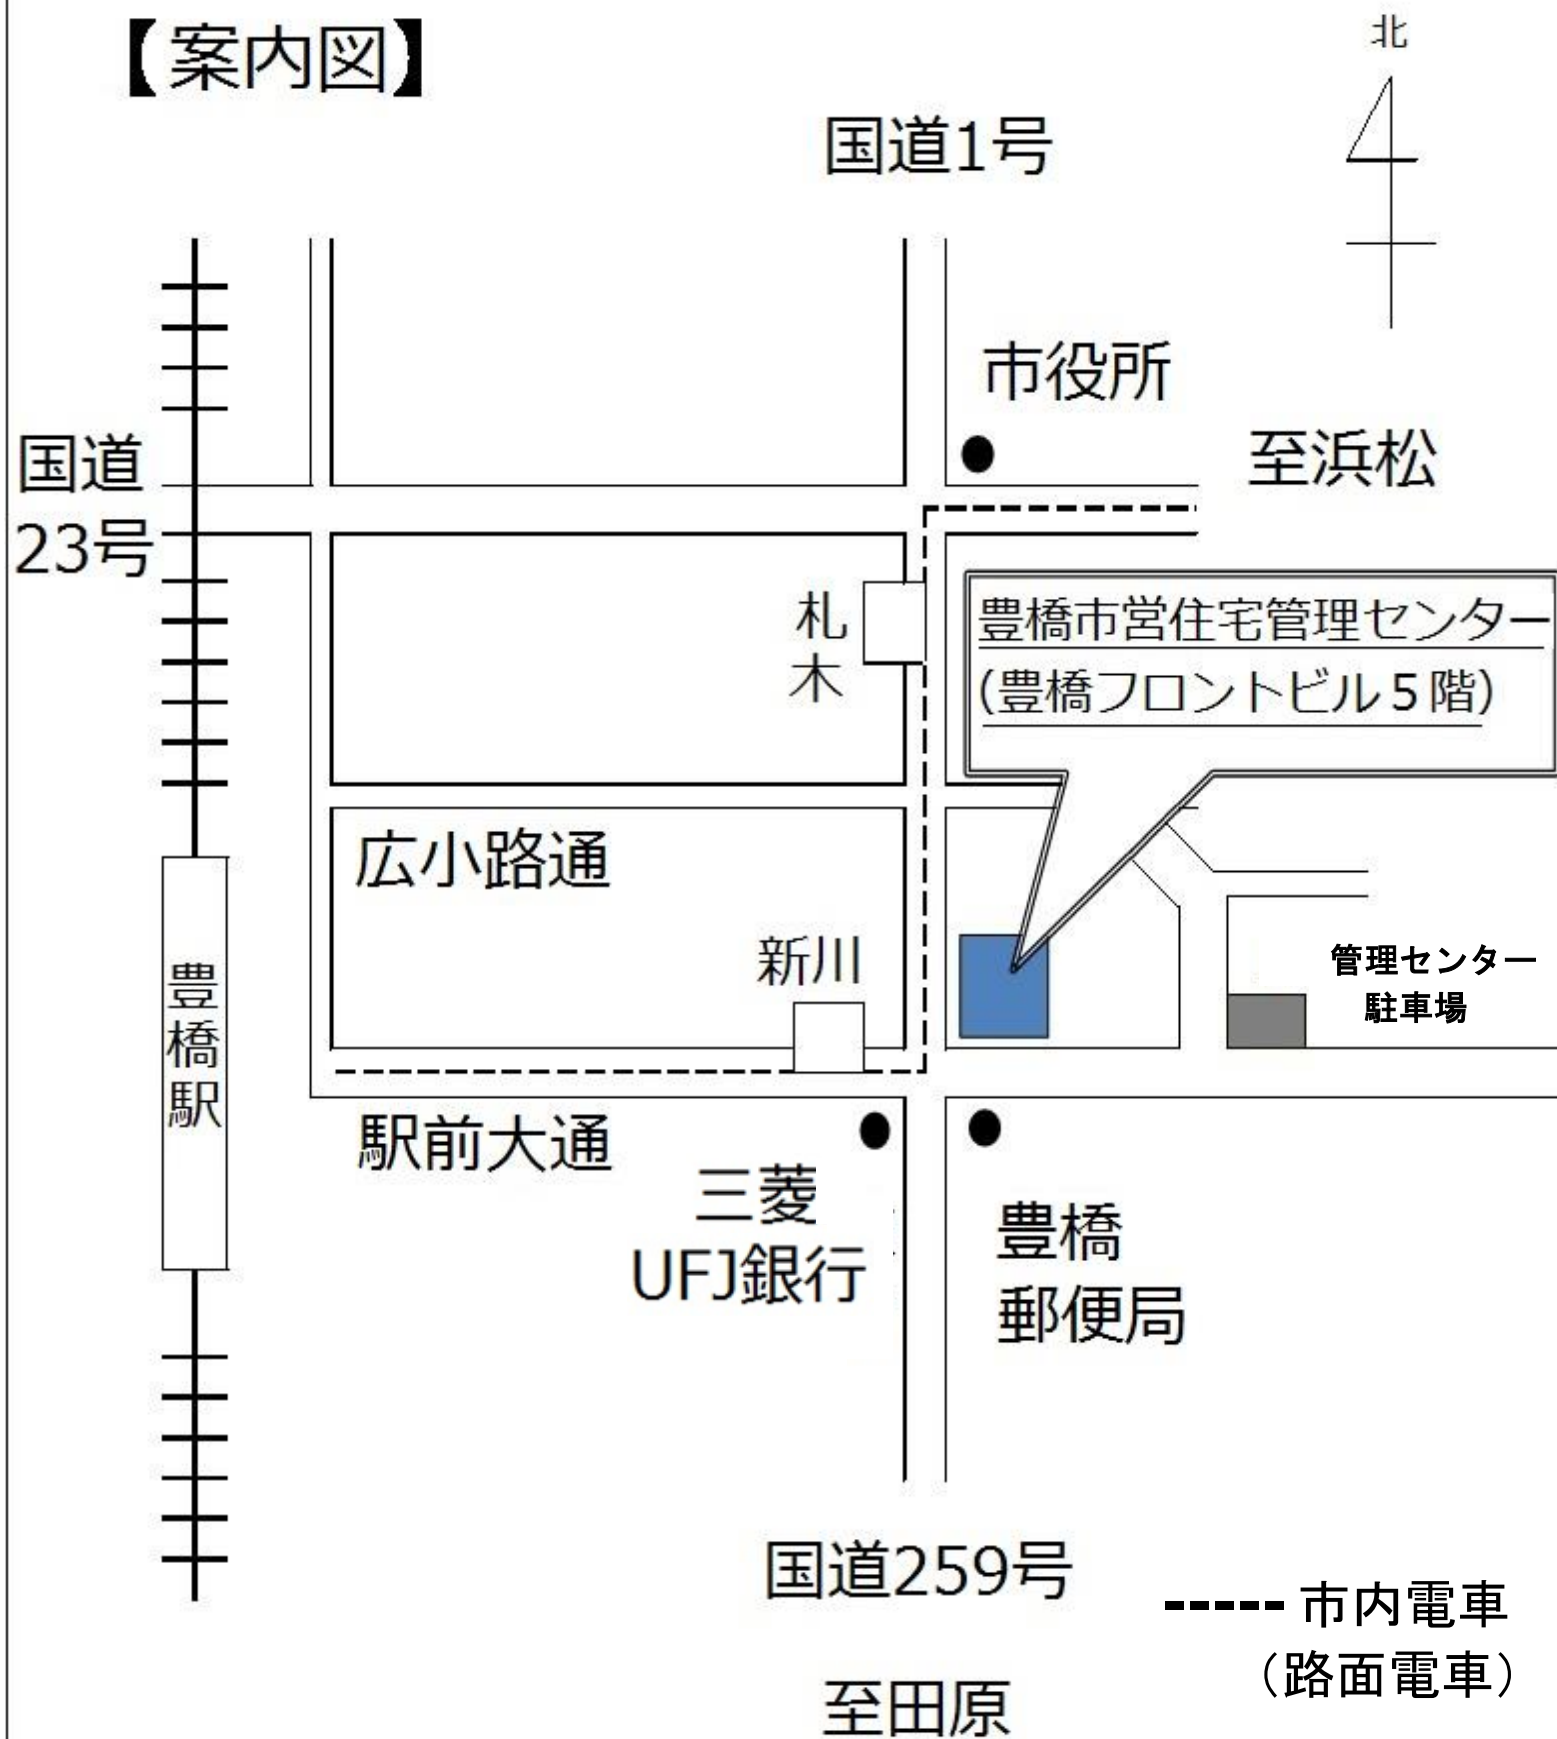 【案内図】
北
国道1号
市役所
至浜松
国道
23号
札
木
豊橋市営住宅管理センター
(豊橋フロントビル5階)
広小路通
新川
管理センター
駐車場
豊橋駅
駅前大通
三菱
UFJ銀行
豊橋
郵便局
国道259号
市内電車
(路面電車)
至田原